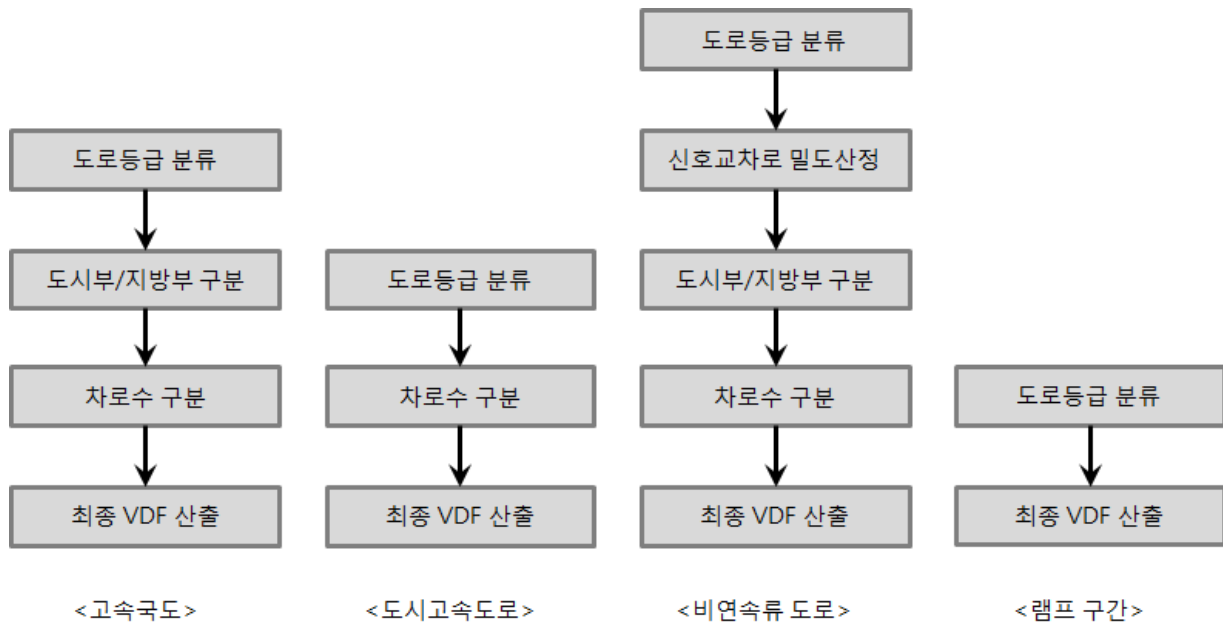 도로등급 분류
도시부/지방부 구분
차로수 구분
최종 VDF 산출
<고속국도>
도로등급 분류
차로수 구분
최종 VDF 산출
<도시고속도로>
도로등급 분류
신호교차로 밀도산정
도시부/지방부 구분
차로수 구분
최종 VDF 산출
<비연속류 도로>
도로등급 분류
최종 VDF 산출
<램프 구간>